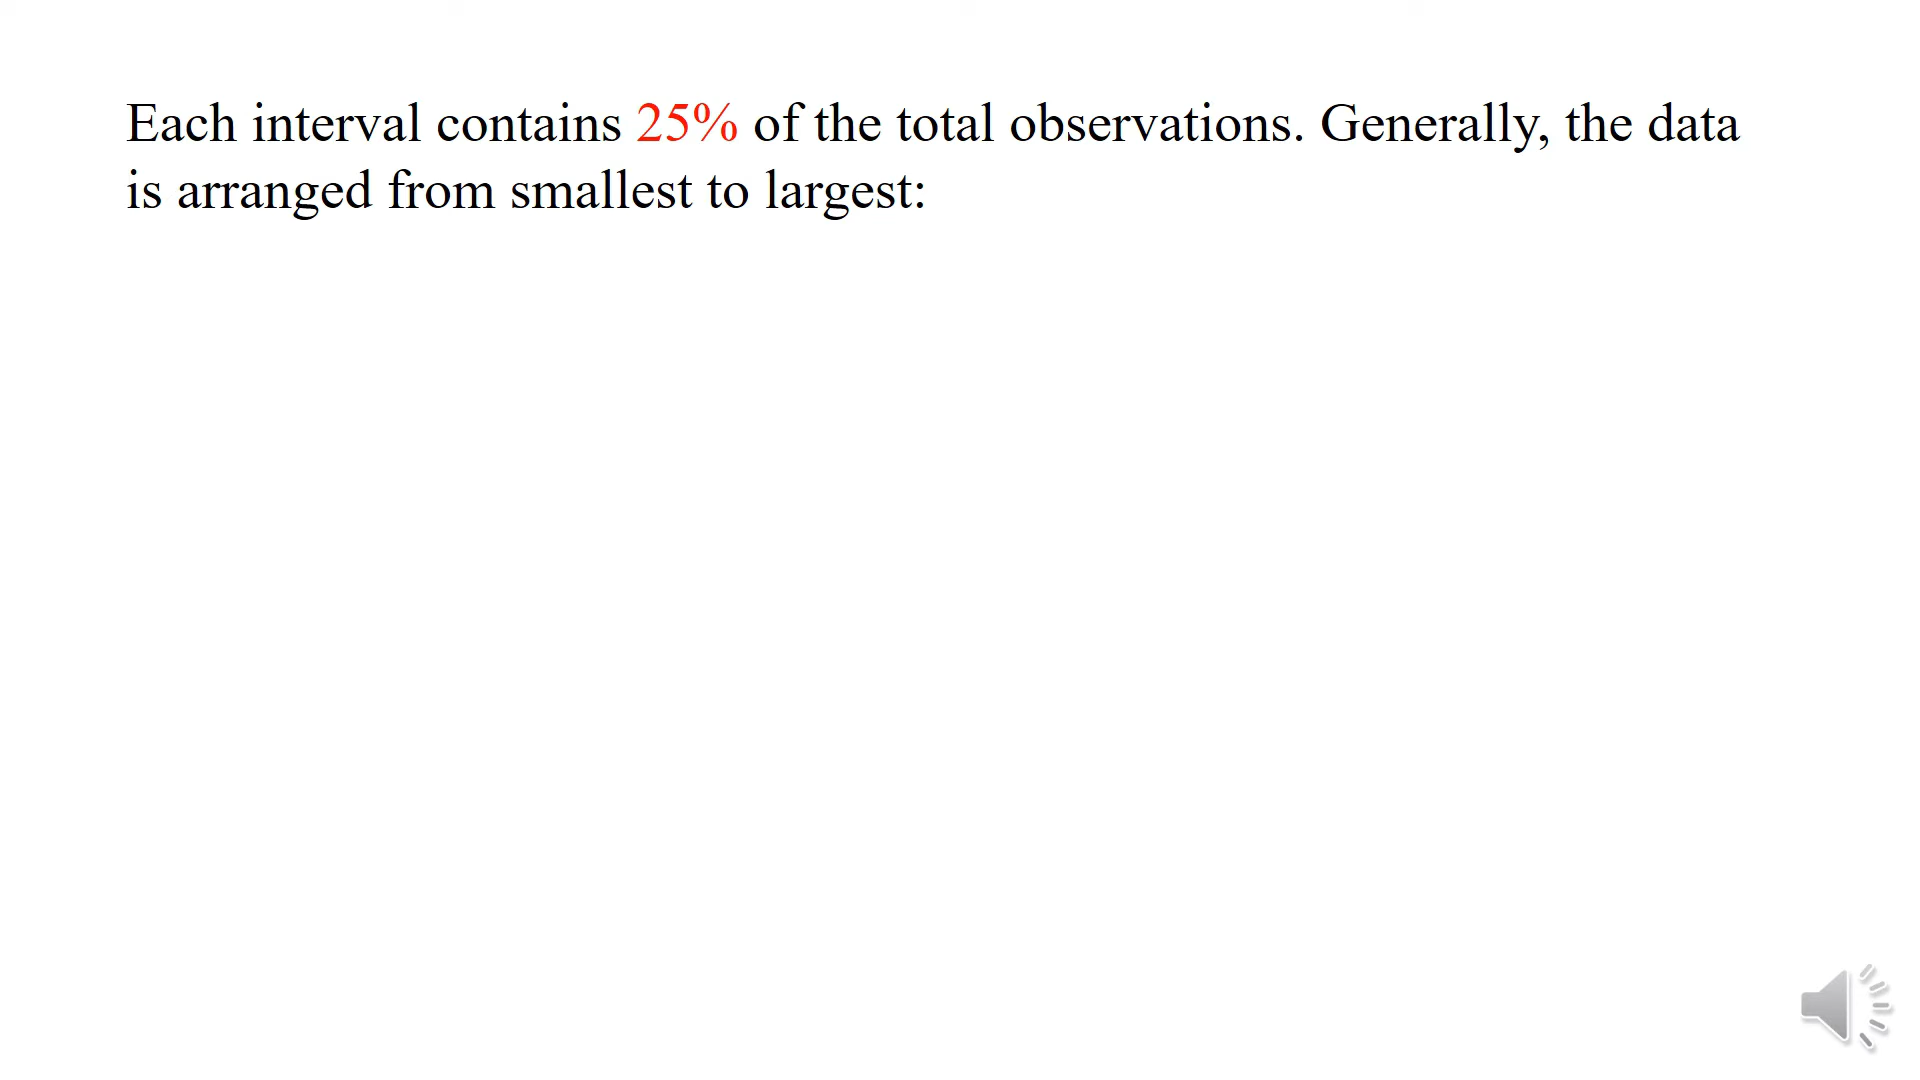 Each interval contains 25% of the total observations. Generally, the data
is arranged from smallest to largest: